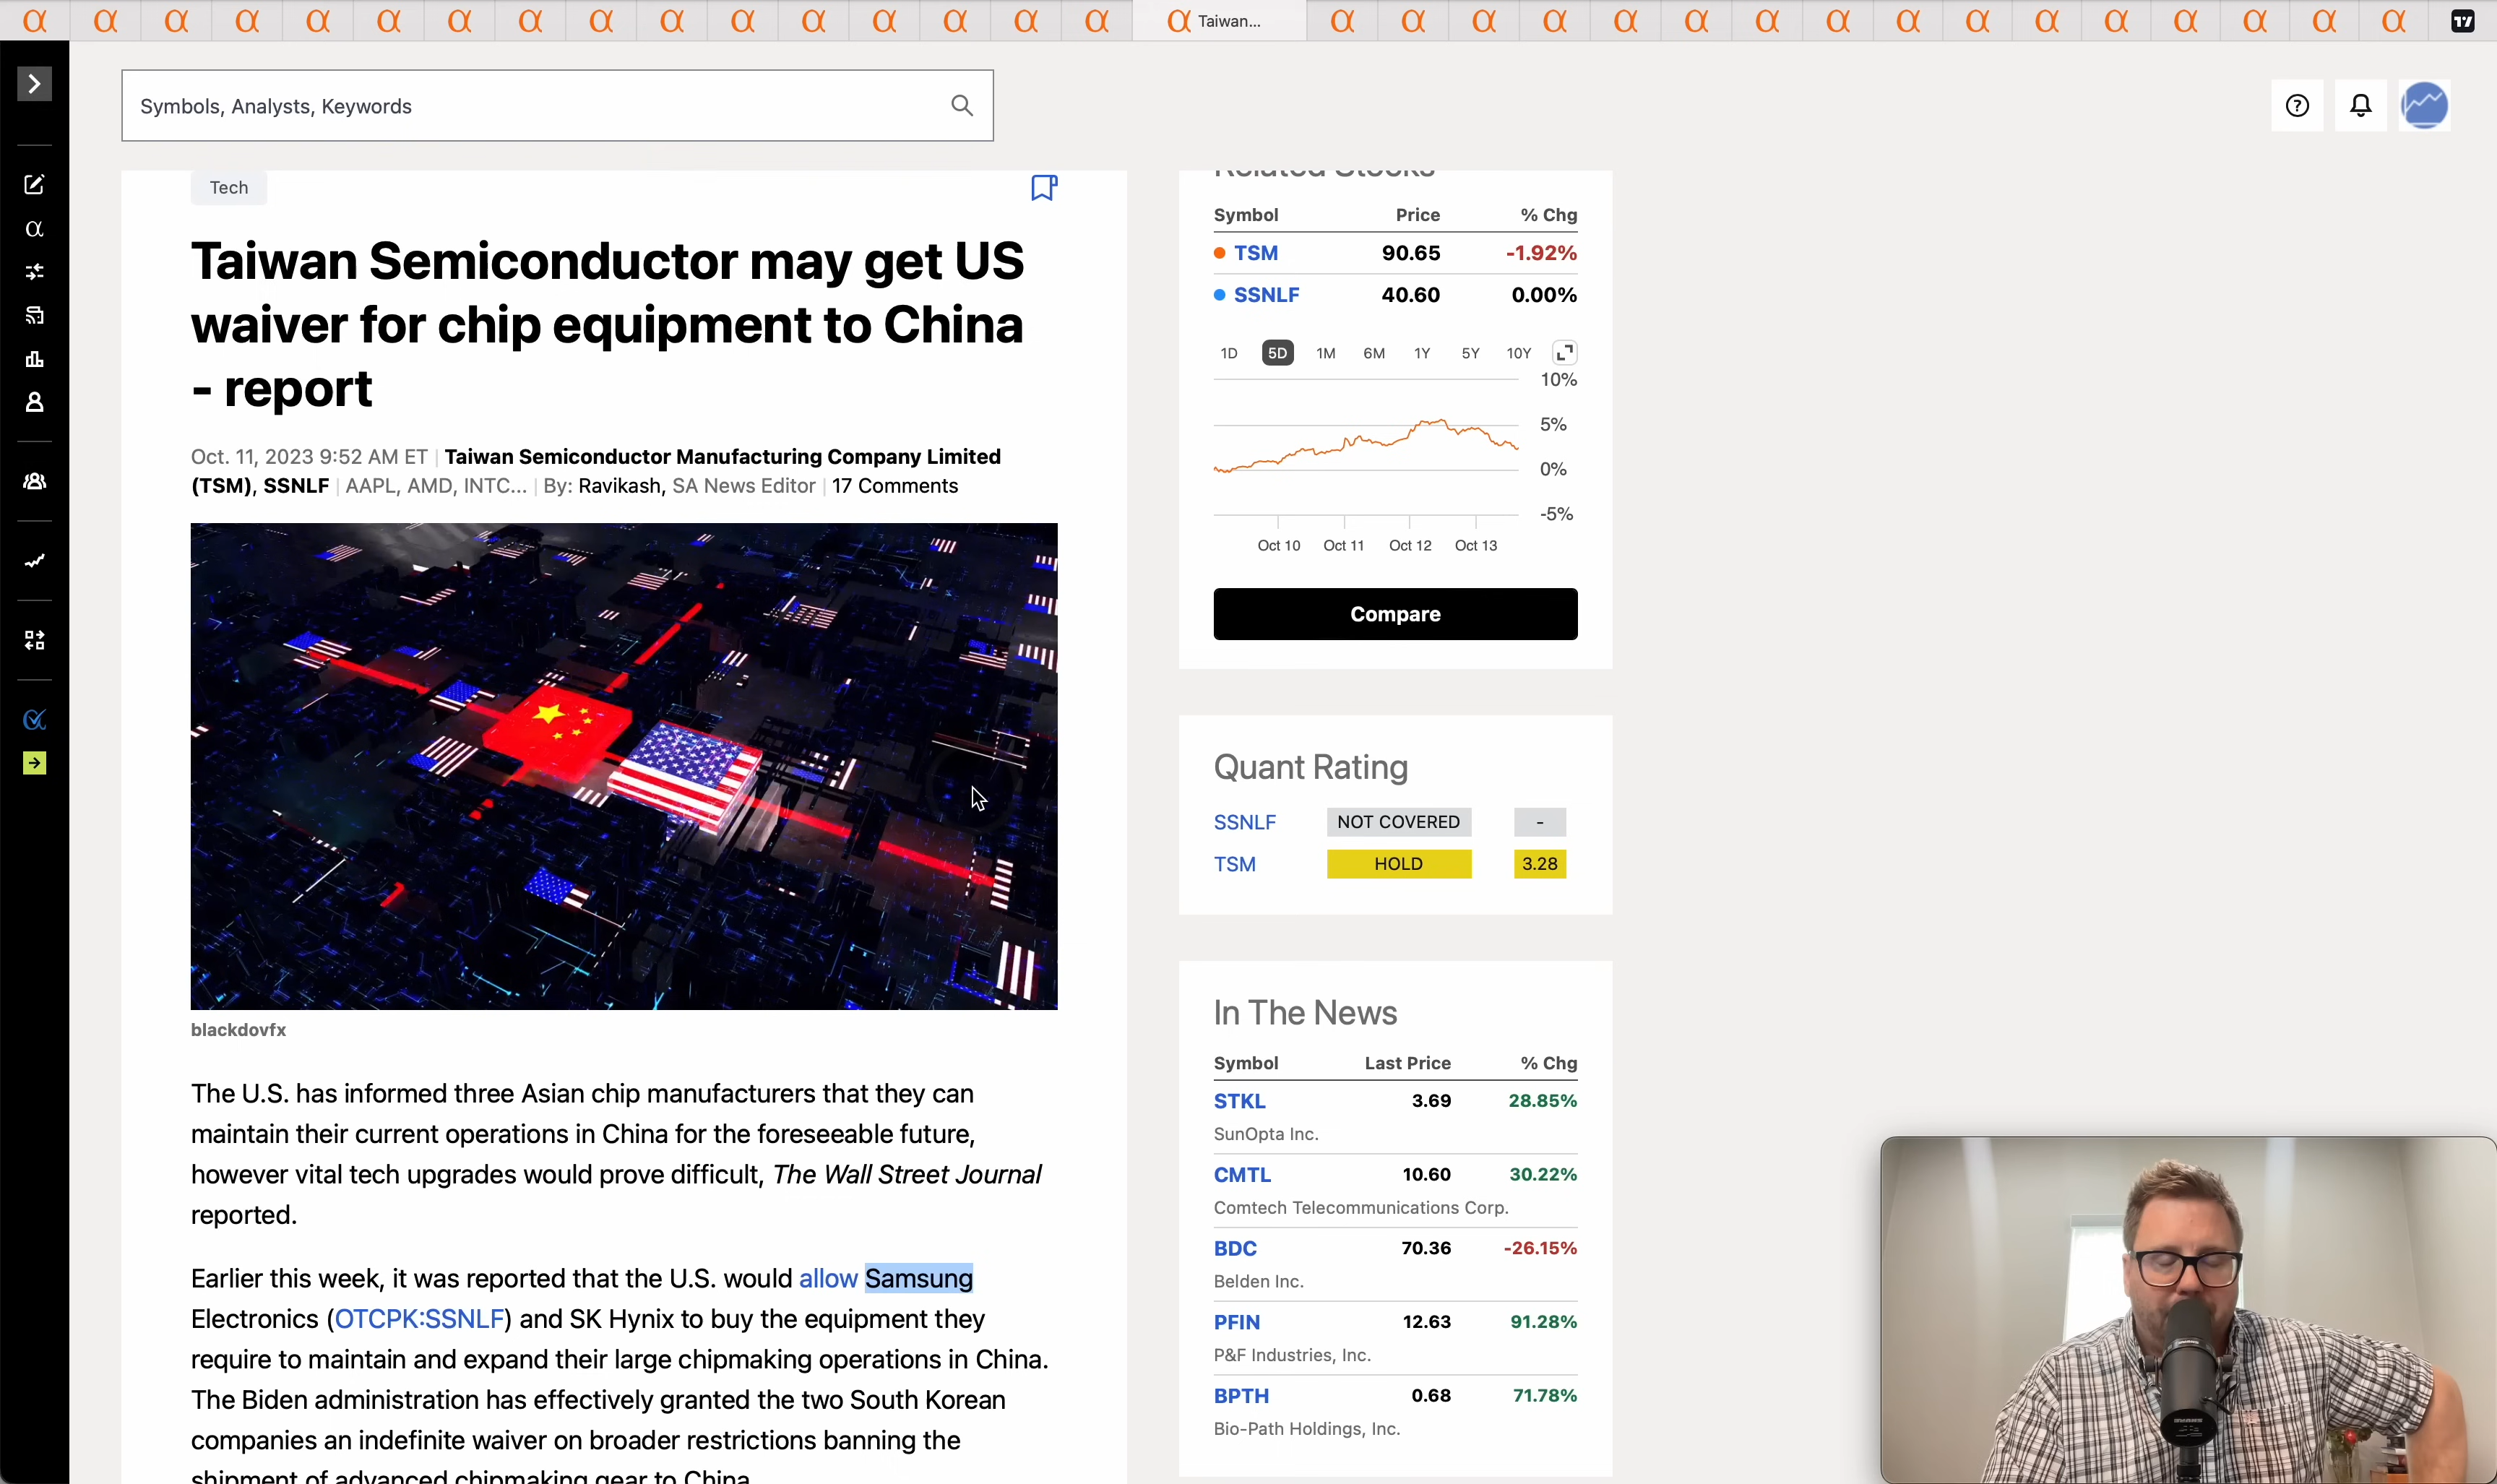 Taiwan...
Symbols, Analysts, Keywords
Tech
Taiwan Semiconductor may get US
waiver for chip equipment to China
- report
Oct. 11, 2023 9:52 AM ET | Taiwan Semiconductor Manufacturing Company Limited
(TSM), SSNLF | AAPL, AMD, INTC... | By: Ravikash, SA News Editor | 17 Comments
blackdovfx
The U.S. has informed three Asian chip manufacturers that they can
maintain their current operations in China for the foreseeable future,
however vital tech upgrades would prove difficult, The Wall Street Journal
reported.
Earlier this week, it was reported that the U.S. would allow Samsung
Electronics (OTCPK:SSNLF) and SK Hynix to buy the equipment they
require to maintain and expand their large chipmaking operations in China.
The Biden administration has effectively granted the two South Korean
companies an indefinite waiver on broader restrictions banning the
shipment of advanced chipmaking gear to China.
Related Stocks
Symbol Price % Chg
TSM 90.65 -1.92%
SSNLF 40.60 0.00%
1D 5D 1M 6M 1Y 5Y 10Y
10%
5%
0%
-5%
Oct 10 Oct 11 Oct 12 Oct 13
Compare
Quant Rating
SSNLF NOT COVERED -
TSM HOLD 3.28
In The News
Symbol Last Price % Chg
STKL 3.69 28.85%
SunOpta Inc.
CMTL 10.60 30.22%
Comtech Telecommunications Corp.
BDC 70.36 -26.15%
Belden Inc.
PFIN 12.63 91.28%
P&F Industries, Inc.
BPTH 0.68 71.78%
Bio-Path Holdings, Inc.